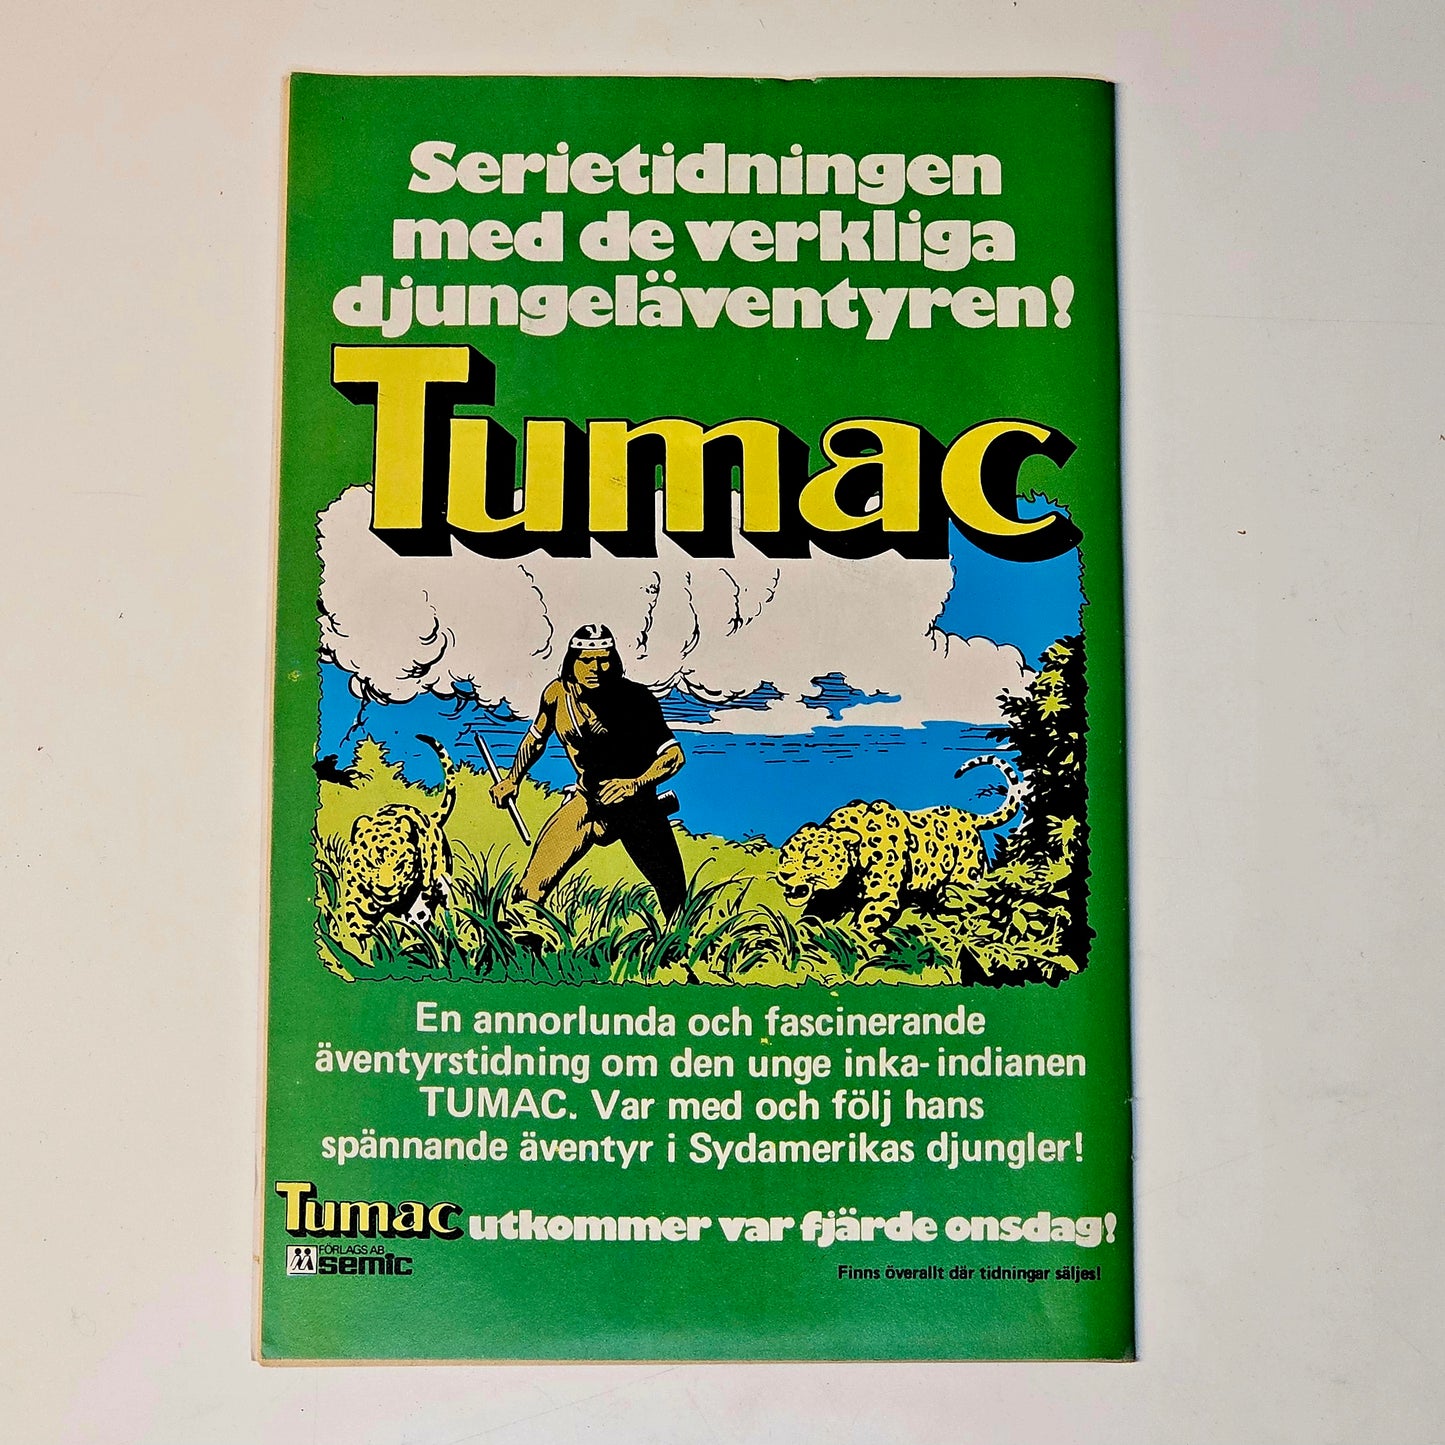 Serietidningen
med de verkliga
djungeläventyren!
Tumac
En annorlunda och fascinerande
äventyrstidning om den unge inka-indianen
TUMAC. Var med och följ hans
spännande äventyr i Sydamerikas djungler!
Tumac utkommer var fjärde onsdag!
FÖRLAGS AB
semic
Finns överallt där tidningar säljes!